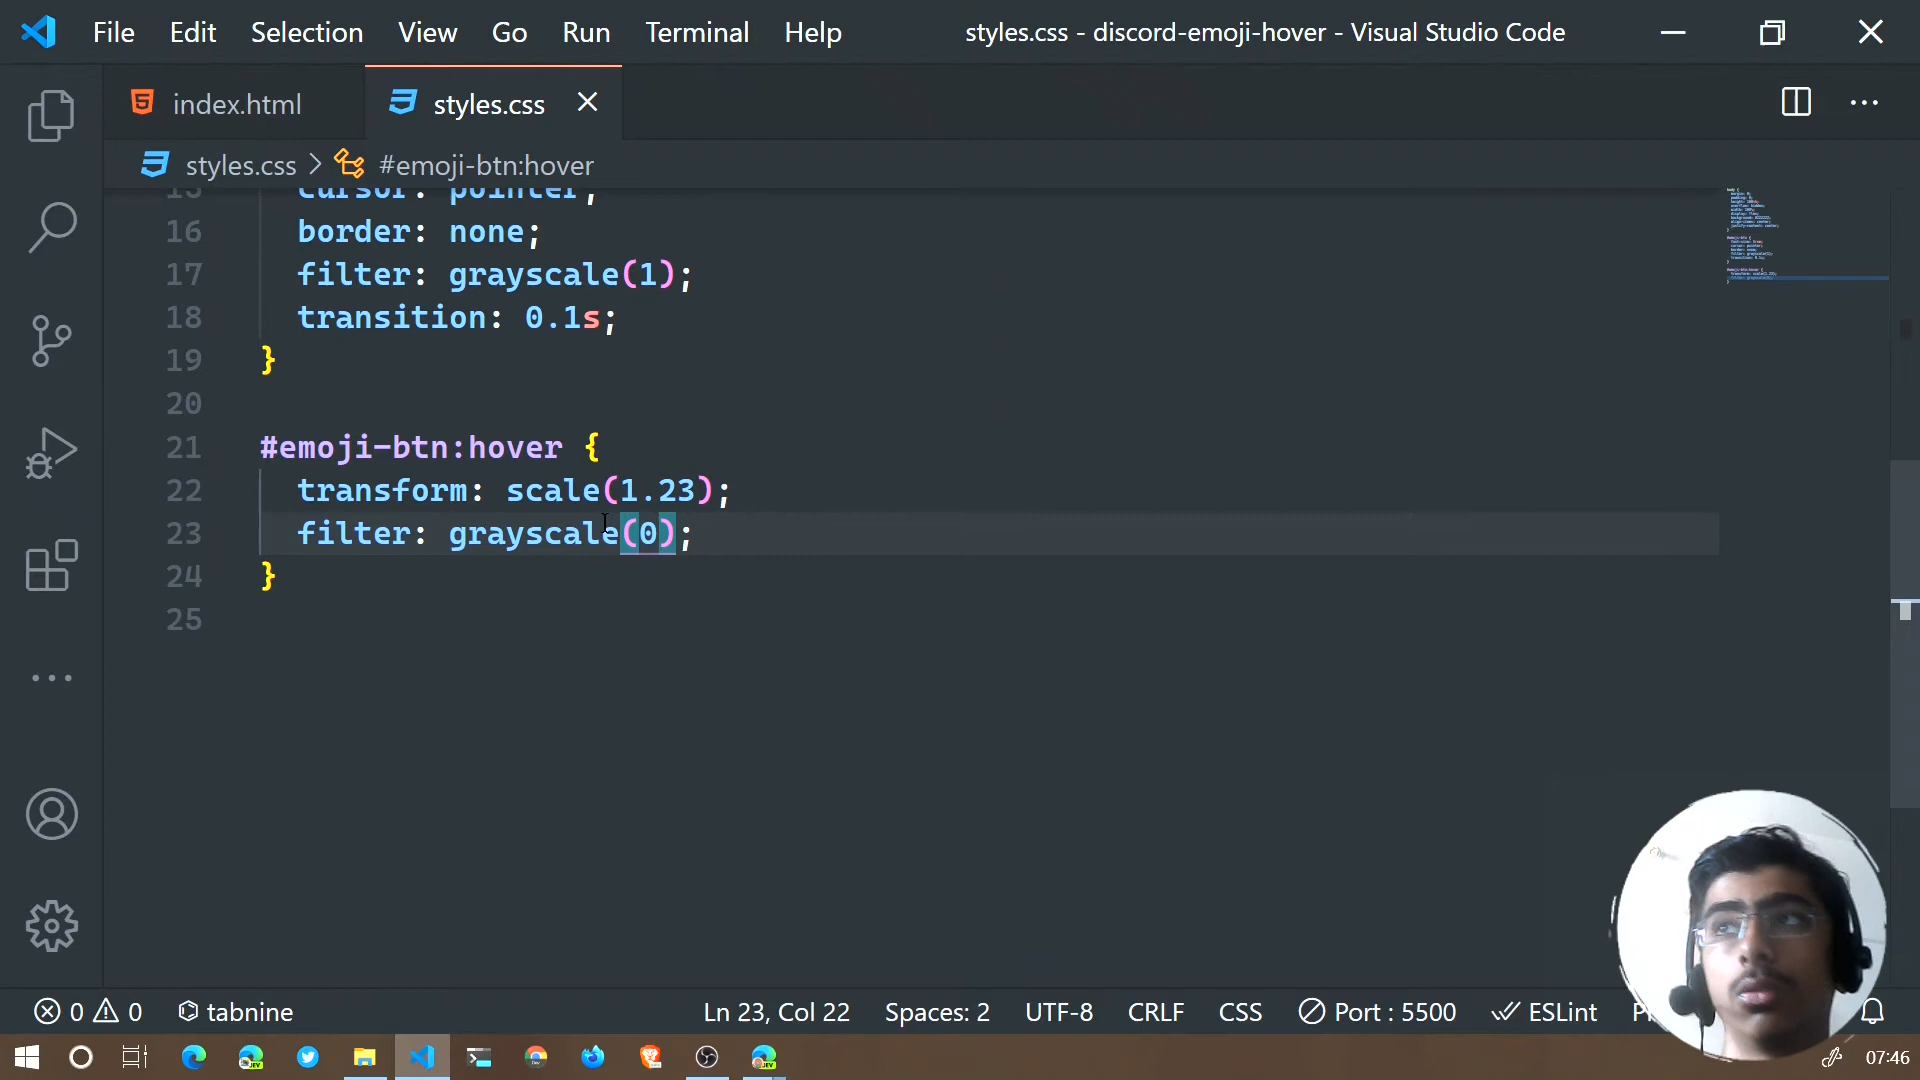 File Edit Selection View Go Run Terminal Help styles.css - discord-emoji-hover - Visual Studio Code
index.html styles.css
styles.css > #emoji-btn:hover
15 cursor: pointer;
16 border: none;
17 filter: grayscale(1);
18 transition: 0.1s;
19 }
20
21 #emoji-btn:hover {
22 transform: scale(1.23);
23 filter: grayscale(0);
24 }
25
0 0 tabnine Ln 23, Col 22 Spaces: 2 UTF-8 CRLF CSS Port : 5500 ESLint
07:46